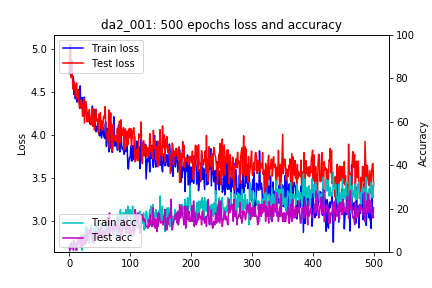 da2_001: 500 epochs loss and accuracy
5.0
4.5
4.0
3.5
3.0
Loss
Train loss
Test loss
Train acc
Test acc
100
80
60
40
20
0
Accuracy
0
100
200
300
400
500